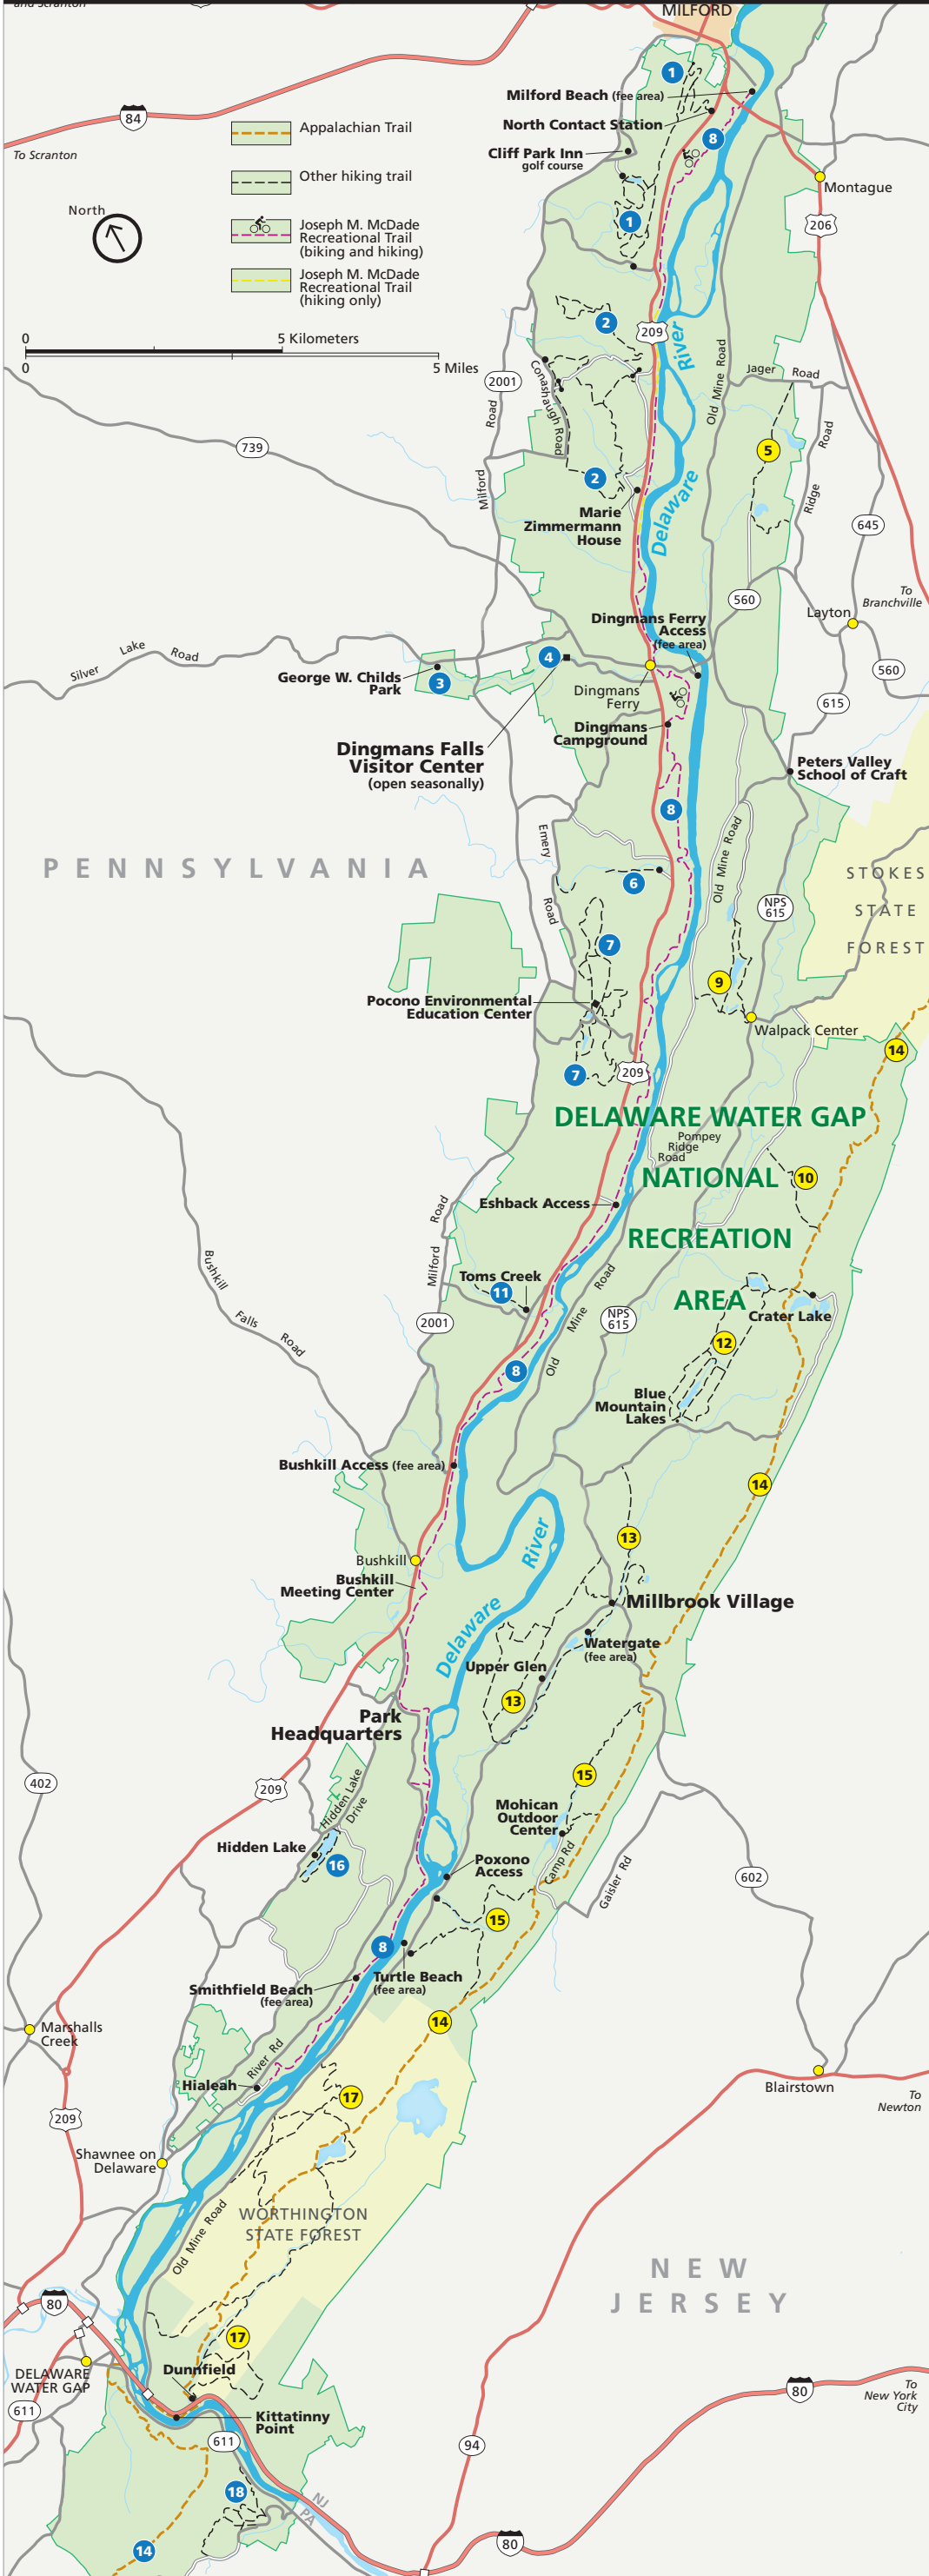 and Scranton
MILFORD
1
Milford Beach (fee area)
84
North Contact Station
Appalachian Trail
8
To Scranton
Cliff Park Inn
golf course
Other hiking trail
Montague
North
1
206
Joseph M. McDade
Recreational Trail
(biking and hiking)
Joseph M. McDade
Recreational Trail
(hiking only)
2
209
River
0
5 Kilometers
0
5 Miles
Old Mine Road
Jager Road
2001
Conashaugh Road
Road
Milford
Road
Ridge
739
5
2
Marie
Zimmermann
House
Delaware
645
To
Branchville
560
Layton
Dingmans Ferry
Access
(fee area)
Silver Lake Road
4
560
George W. Childs
Park
3
Dingmans
Ferry
615
Dingmans
Campground
Dingmans Falls
Visitor Center
(open seasonally)
Peters Valley
School of Craft
8
Emery
Road
Old Mine Road
PENNSYLVANIA
6
STOKES
STATE
FOREST
NPS
615
7
9
Pocono Environmental
Education Center
Walpack Center
14
7
209
DELAWARE WATER GAP
NATIONAL
RECREATION
AREA
Pompey
Ridge
Road
10
Eshback Access
Road
Milford
Bushkill
Falls
Road
Toms Creek
11
Road
Mine
Old
2001
NPS
615
Crater Lake
12
8
Blue
Mountain
Lakes
Bushkill Access (fee area)
14
River
13
Bushkill
Bushkill
Meeting Center
Millbrook Village
Delaware
Watergate
(fee area)
Upper Glen
13
Park
Headquarters
402
209
15
Hidden Lake
Drive
Mohican
Outdoor
Center
Hidden Lake
16
Poxono
Access
Camp Rd
Gaisler Rd
602
15
8
Turtle Beach
(fee area)
Smithfield Beach
(fee area)
14
Marshalls
Creek
River Rd
Hialeah
17
Blairstown
To
Newton
209
Shawnee on
Delaware
Old Mine Road
WORTHINGTON
STATE FOREST
NEW
JERSEY
80
17
DELAWARE
WATER GAP
Dunnfield
80
To
New York
City
611
Kittatinny
Point
611
94
18
NJ
PA
80
14